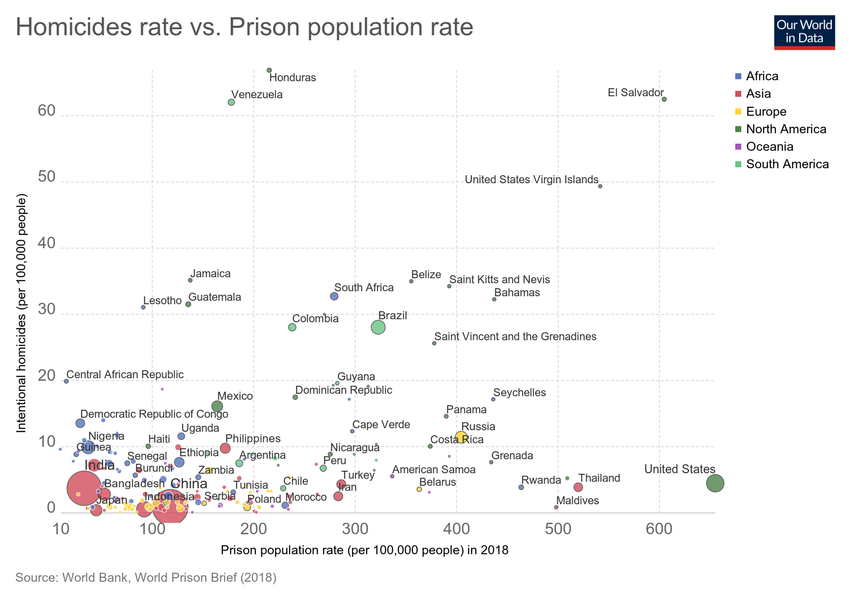 Homicides rate vs. Prison population rate
Our World
in Data
Africa
Asia
Europe
North America
Oceania
South America
Intentional homicides (per 100,000 people)
60
50
40
30
20
10
0
Honduras
Venezuela
El Salvador
United States Virgin Islands
Jamaica
Belize
Saint Kitts and Nevis
Lesotho
Guatemala
South Africa
Bahamas
Colombia
Brazil
Saint Vincent and the Grenadines
Central African Republic
Guyana
Dominican Republic
Seychelles
Mexico
Panama
Democratic Republic of Congo
Uganda
Cape Verde
Russia
Nigeria
Haiti
Philippines
Costa Rica
Guinea
Nicaragua
Senegal
Ethiopia
Argentina
Peru
Grenada
India
Burundi
Zambia
American Samoa
United States
Bangladesh
China
Tunisia
Chile
Turkey
Belarus
Rwanda
Thailand
Iran
Japan
Indonesia
Serbia
Poland
Morocco
Maldives
10
100
200
300
400
500
600
Prison population rate (per 100,000 people) in 2018
Source: World Bank, World Prison Brief (2018)